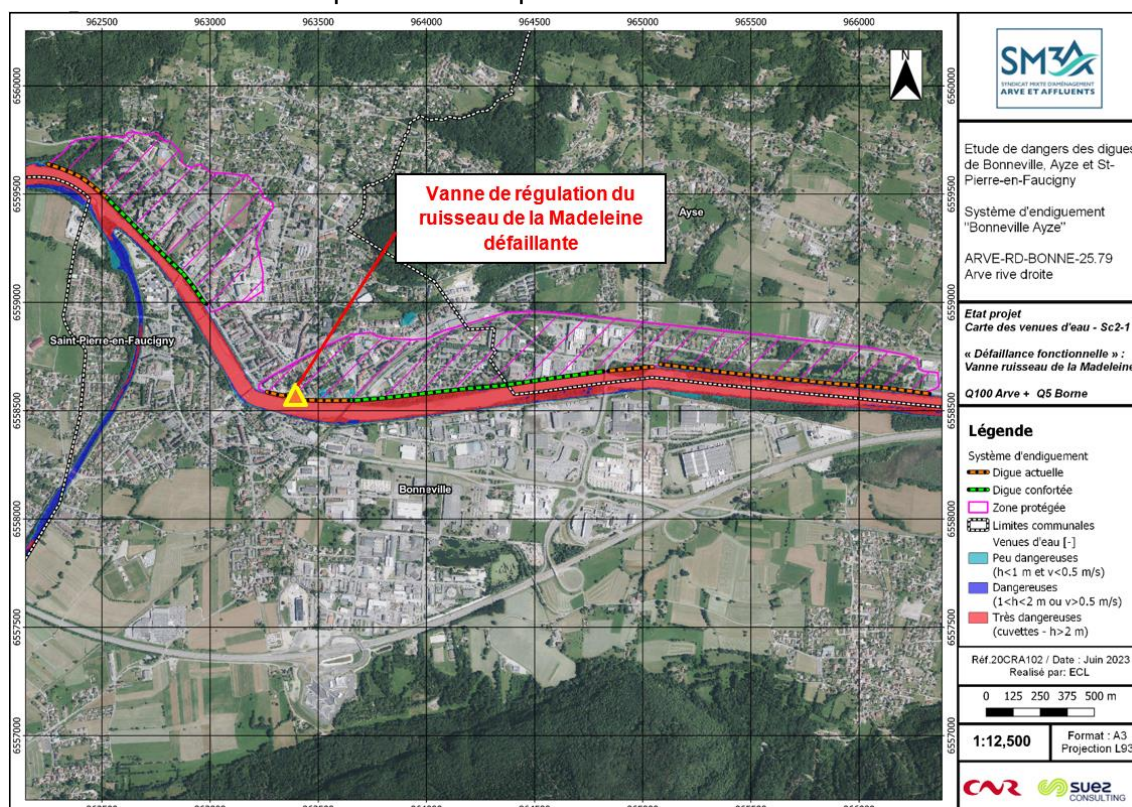 962500 963000 963500 964000 964500 965000 965500 966000
6560000 6560000
6559500 6559500
6559000 6559000
6558500 6558500
6558000 6558000
6557500 6557500
6557000 6557000
N
Vanne de régulation du
ruisseau de la Madeleine
défaillante
Ayse
Saint-Pierre-en-Faucigny
Bonneville
SM3A
SYNDICAT MIXTE D'AMÉNAGEMENT
ARVE ET AFFLUENTS
Etude de dangers des digues
de Bonneville, Ayze et St-
Pierre-en-Faucigny
Système d'endiguement
"Bonneville Ayze"
ARVE-RD-BONNE-25.79
Arve rive droite
Etat projet
Carte des venues d'eau - Sc2-1
« Défaillance fonctionnelle » :
Vanne ruisseau de la Madeleine
Q100 Arve + Q5 Borne
Légende
Système d'endiguement
Digue actuelle
Digue confortée
Zone protégée
Limites communales
Venues d'eau [-]
Peu dangereuses
(h<1 m et v<0.5 m/s)
Dangereuses
(1<h<2 m ou v>0.5 m/s)
Très dangereuses
(cuvettes - h>2 m)
Réf.20CRA102 / Date : Juin 2023
Realisé par: ECL
0 125 250 375 500 m
1:12,500
Format : A3
Projection L93
CNR
suez
CONSULTING